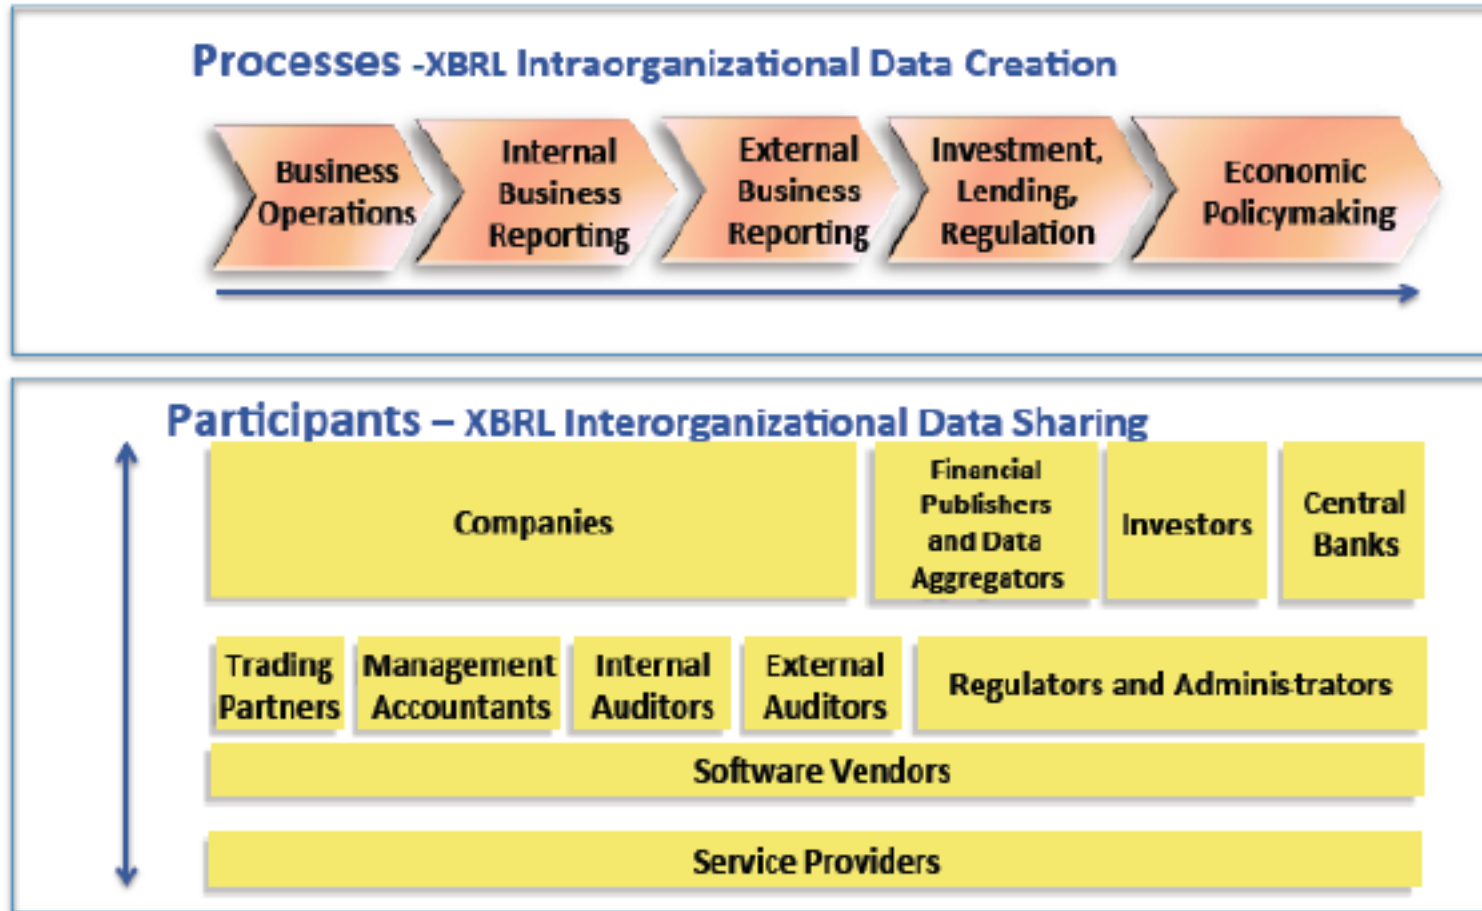 Processes -XBRL Intraorganizational Data Creation
Business
Operations
Internal
Business
Reporting
External
Business
Reporting
Investment,
Lending,
Regulation
Economic
Policymaking
Participants – XBRL Interorganizational Data Sharing
Companies
Financial
Publishers
and Data
Aggregators
Investors
Central
Banks
Trading
Partners
Management
Accountants
Internal
Auditors
External
Auditors
Regulators and Administrators
Software Vendors
Service Providers